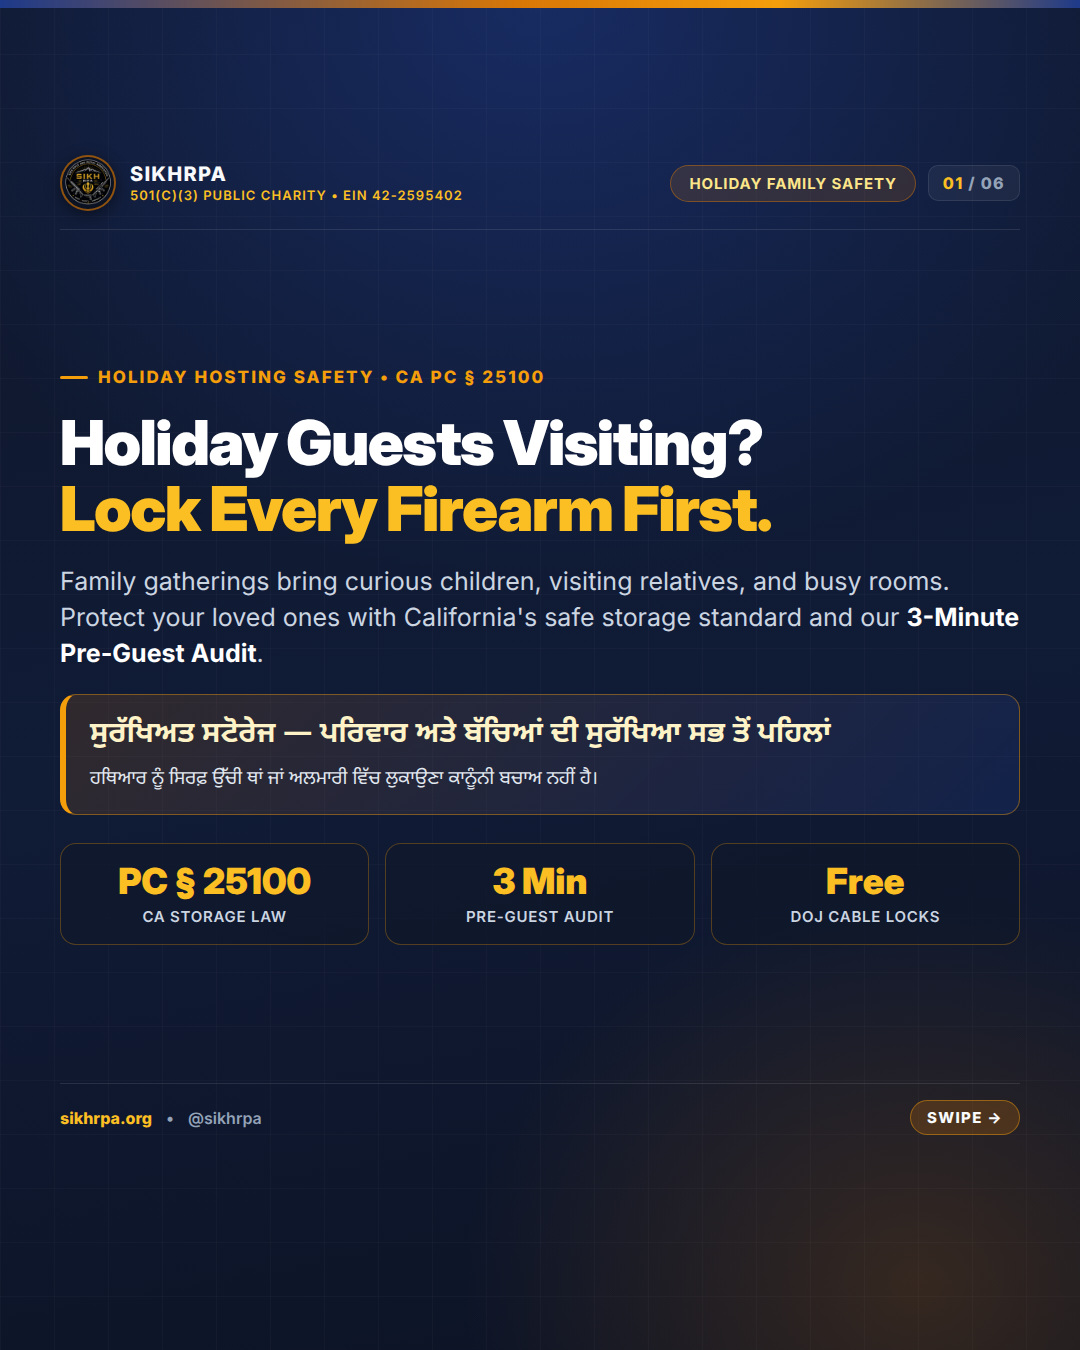 SIKH
SIKHRPA
501(C)(3) PUBLIC CHARITY • EIN 42-2595402
HOLIDAY FAMILY SAFETY
01 / 06
HOLIDAY HOSTING SAFETY • CA PC § 25100
Holiday Guests Visiting?
Lock Every Firearm First.
Family gatherings bring curious children, visiting relatives, and busy rooms.
Protect your loved ones with California's safe storage standard and our 3-Minute
Pre-Guest Audit.
ਸੁਰੱਖਿਅਤ ਸਟੋਰੇਜ — ਪਰਿਵਾਰ ਅਤੇ ਬੱਚਿਆਂ ਦੀ ਸੁਰੱਖਿਆ ਸਭ ਤੋਂ ਪਹਿਲਾਂ
ਹਥਿਆਰ ਨੂੰ ਸਿਰਫ਼ ਉੱਚੀ ਥਾਂ ਜਾਂ ਅਲਮਾਰੀ ਵਿੱਚ ਲੁਕਾਉਣਾ ਕਾਨੂੰਨੀ ਬਚਾਅ ਨਹੀਂ ਹੈ।
PC § 25100
CA STORAGE LAW
3 Min
PRE-GUEST AUDIT
Free
DOJ CABLE LOCKS
sikhrpa.org • @sikhrpa
SWIPE →